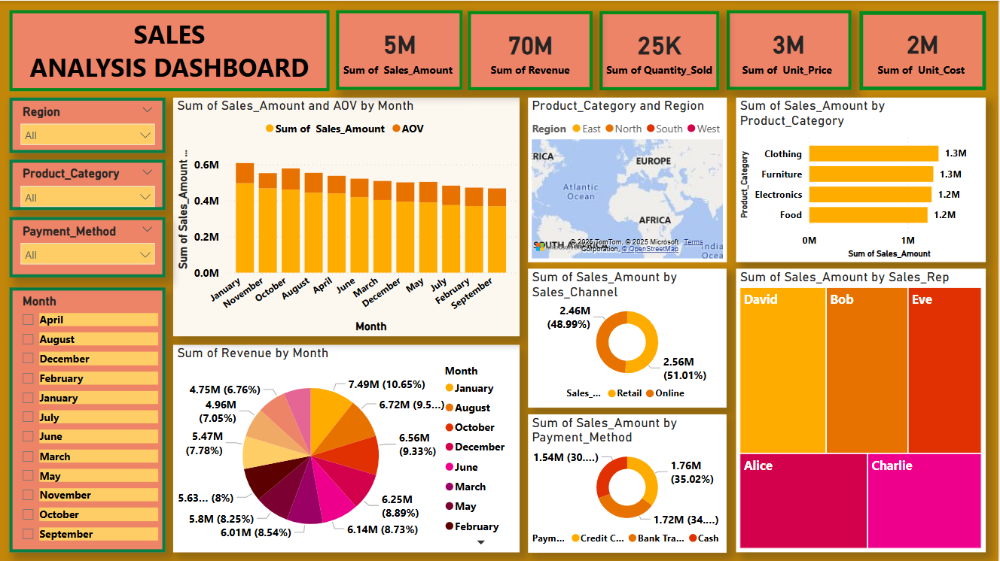 SALES
ANALYSIS DASHBOARD
5M
Sum of Sales_Amount
70M
Sum of Revenue
25K
Sum of Quantity_Sold
3M
Sum of Unit_Price
2M
Sum of Unit_Cost
Region
All
Product_Category
All
Payment_Method
All
Month
April
August
December
February
January
July
June
March
May
November
October
September
Sum of Sales_Amount and AOV by Month
Sum of Sales_Amount
AOV
Sum of Sales_Amount ...
0.6M
0.4M
0.2M
0.0M
January
November
October
August
April
June
March
December
May
July
February
September
Month
Sum of Revenue by Month
7.49M (10.65%)
6.72M (9.5...)
6.56M
(9.33%)
6.25M
(8.89%)
6.14M (8.73%)
6.01M (8.54%)
5.8M (8.25%)
5.63... (8%)
5.47M
(7.78%)
4.96M
(7.05%)
4.75M (6.76%)
Month
January
August
October
December
June
March
May
February
Product_Category and Region
Region
East
North
South
West
ERICA
EUROPE
Atlantic
Ocean
AFRICA
SOUTH AMERICA
India
Ocea
© 2025 TomTom, © 2025 Microsoft Terms
Corporation, © OpenStreetMap
Sum of Sales_Amount by
Sales_Channel
2.46M
(48.99%)
2.56M
(51.01%)
Sales_...
Retail
Online
Sum of Sales_Amount by
Payment_Method
1.54M (30....)
1.76M
(35.02%)
1.72M (34....)
Paym...
Credit C...
Bank Tra...
Cash
Sum of Sales_Amount by
Product_Category
Product_Category
Clothing
1.3M
Furniture
1.3M
Electronics
1.2M
Food
1.2M
0M
1M
Sum of Sales_Amount
Sum of Sales_Amount by Sales_Rep
David
Bob
Eve
Alice
Charlie